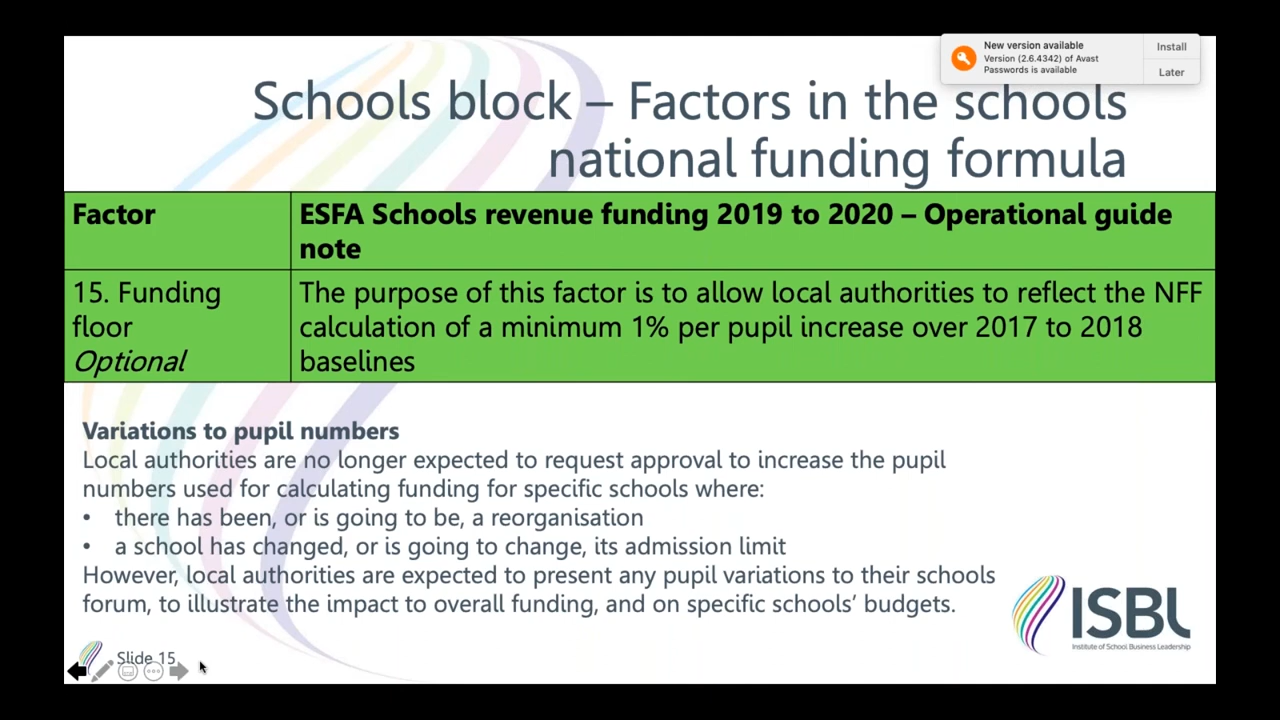 New version available
Version (2.6.4342) of Avast
Passwords is available
Install
Later
Schools block – Factors in the schools
national funding formula
Factor
ESFA Schools revenue funding 2019 to 2020 – Operational guide
note
15. Funding
floor
Optional
The purpose of this factor is to allow local authorities to reflect the NFF
calculation of a minimum 1% per pupil increase over 2017 to 2018
baselines
Variations to pupil numbers
Local authorities are no longer expected to request approval to increase the pupil
numbers used for calculating funding for specific schools where:
• there has been, or is going to be, a reorganisation
• a school has changed, or is going to change, its admission limit
However, local authorities are expected to present any pupil variations to their schools
forum, to illustrate the impact to overall funding, and on specific schools’ budgets.
ISBL
Institute of School Business Leadership
Slide 15